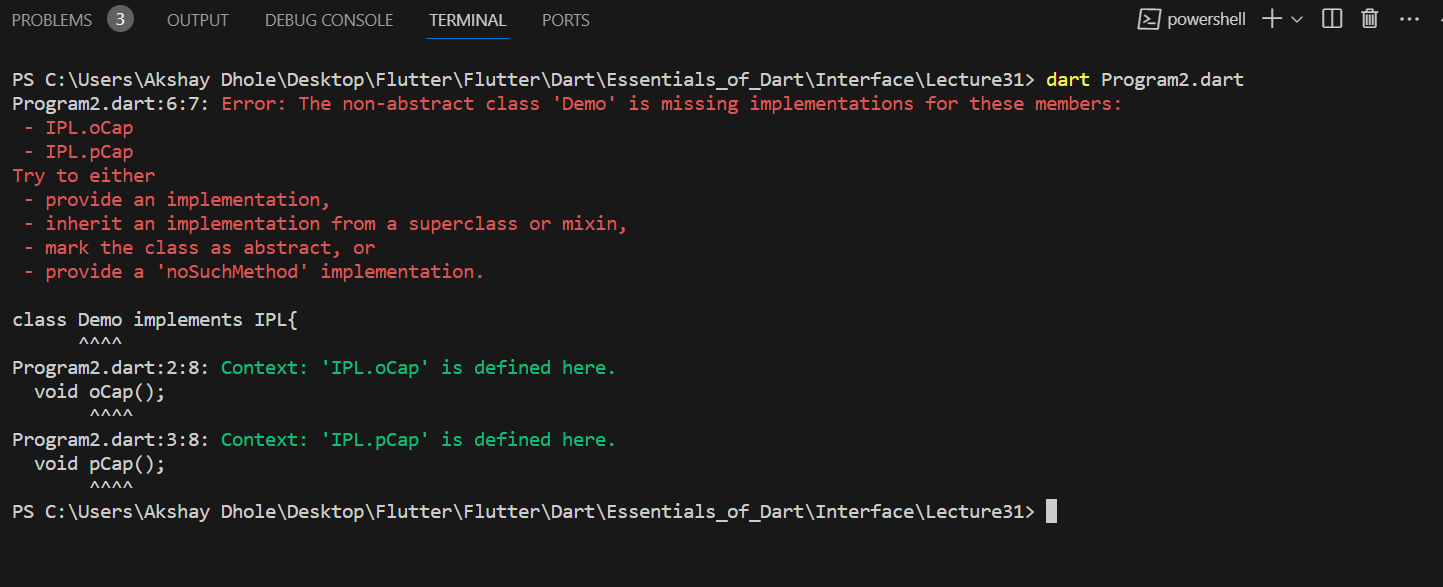 PROBLEMS 3 OUTPUT DEBUG CONSOLE TERMINAL PORTS powershell
PS C:\Users\Akshay Dhole\Desktop\Flutter\Flutter\Dart\Essentials_of_Dart\Interface\Lecture31> dart Program2.dart
Program2.dart:6:7: Error: The non-abstract class 'Demo' is missing implementations for these members:
 - IPL.oCap
 - IPL.pCap
Try to either
 - provide an implementation,
 - inherit an implementation from a superclass or mixin,
 - mark the class as abstract, or
 - provide a 'noSuchMethod' implementation.
class Demo implements IPL{
      ^^^^
Program2.dart:2:8: Context: 'IPL.oCap' is defined here.
  void oCap();
       ^^^^
Program2.dart:3:8: Context: 'IPL.pCap' is defined here.
  void pCap();
       ^^^^
PS C:\Users\Akshay Dhole\Desktop\Flutter\Flutter\Dart\Essentials_of_Dart\Interface\Lecture31>